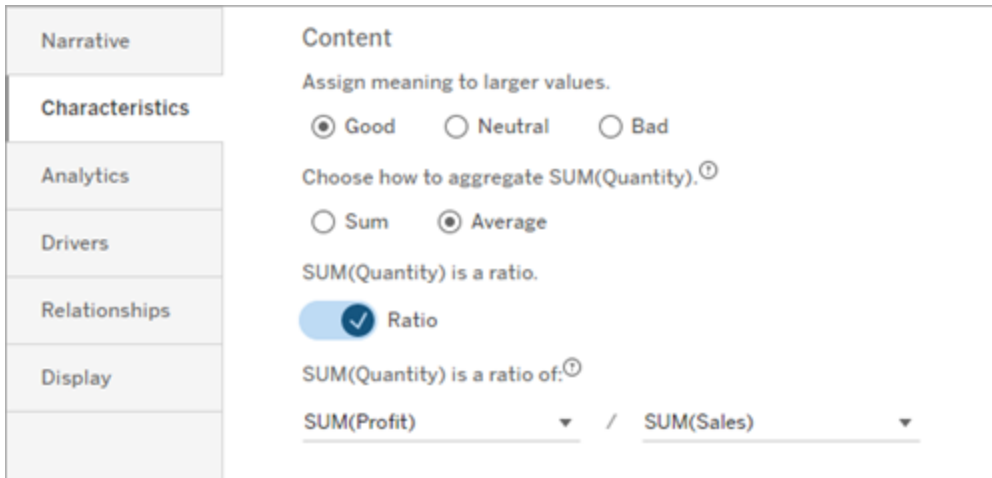 Narrative
Characteristics
Analytics
Drivers
Relationships
Display
Content
Assign meaning to larger values.
Good Neutral Bad
Choose how to aggregate SUM(Quantity).
Sum Average
SUM(Quantity) is a ratio.
Ratio
SUM(Quantity) is a ratio of:
SUM(Profit) / SUM(Sales)